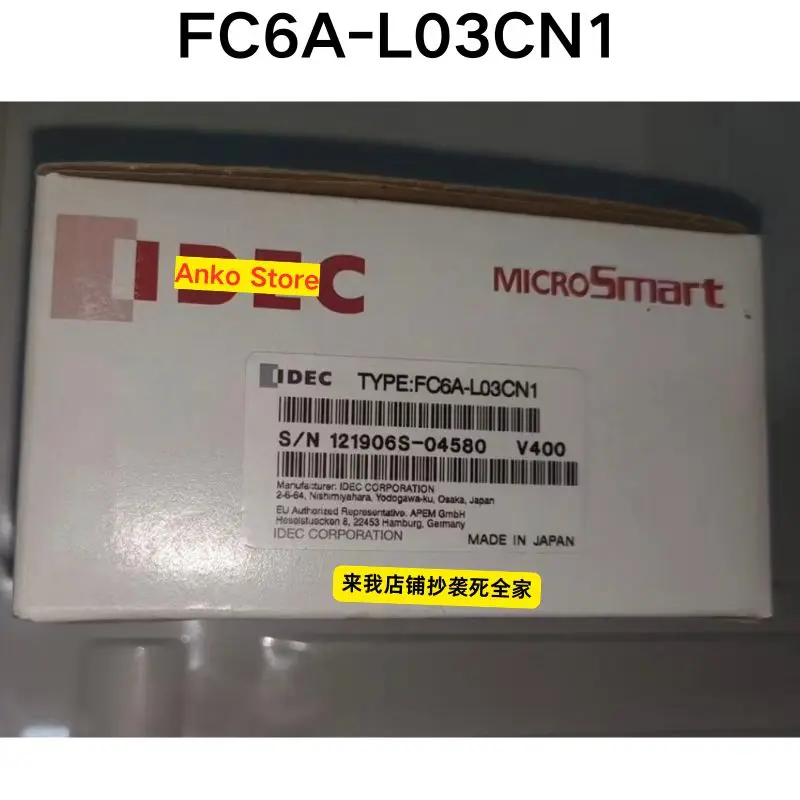 FC6A-L03CN1
IDEC
Anko Store
MICROSmart
IDEC TYPE:FC6A-L03CN1
S/N 121906S-04580 V400
Manufacturer: IDEC CORPORATION
2-6-64, Nishimiyahara, Yodogawa-ku, Osaka, Japan
EU Authorized Representative: APEM GmbH
Heselstuecken 8, 22453 Hamburg, Germany
IDEC CORPORATION MADE IN JAPAN
来我店铺抄袭死全家